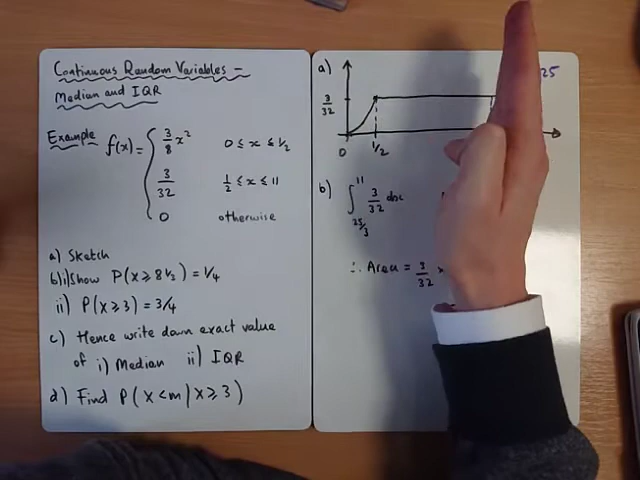 Continuous Random Variables –
Median and IQR
Example f(x) = { 3/8 x² 0 ≤ x ≤ 1/2
3/32 1/2 ≤ x ≤ 11
0 otherwise
a) Sketch
b)i) Show P(X ≥ 8 1/3) = 1/4
ii) P(X ≥ 3) = 3/4
c) Hence write down exact value
of i) Median ii) IQR
d) Find P(X < m | X ≥ 3)
a)
25
3/32
0 1/2
b) ∫ 11 25/3 3/32 dx
∴ Area = 3/32